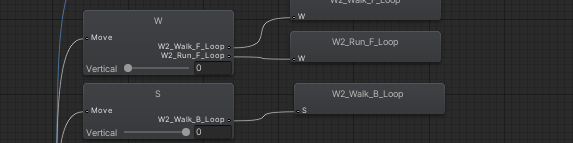 W2_Walk_F_Loop
W
W
Move
W2_Walk_F_Loop
W2_Run_F_Loop
Vertical 0
W2_Run_F_Loop
W
S
Move
W2_Walk_B_Loop
Vertical 0
W2_Walk_B_Loop
S